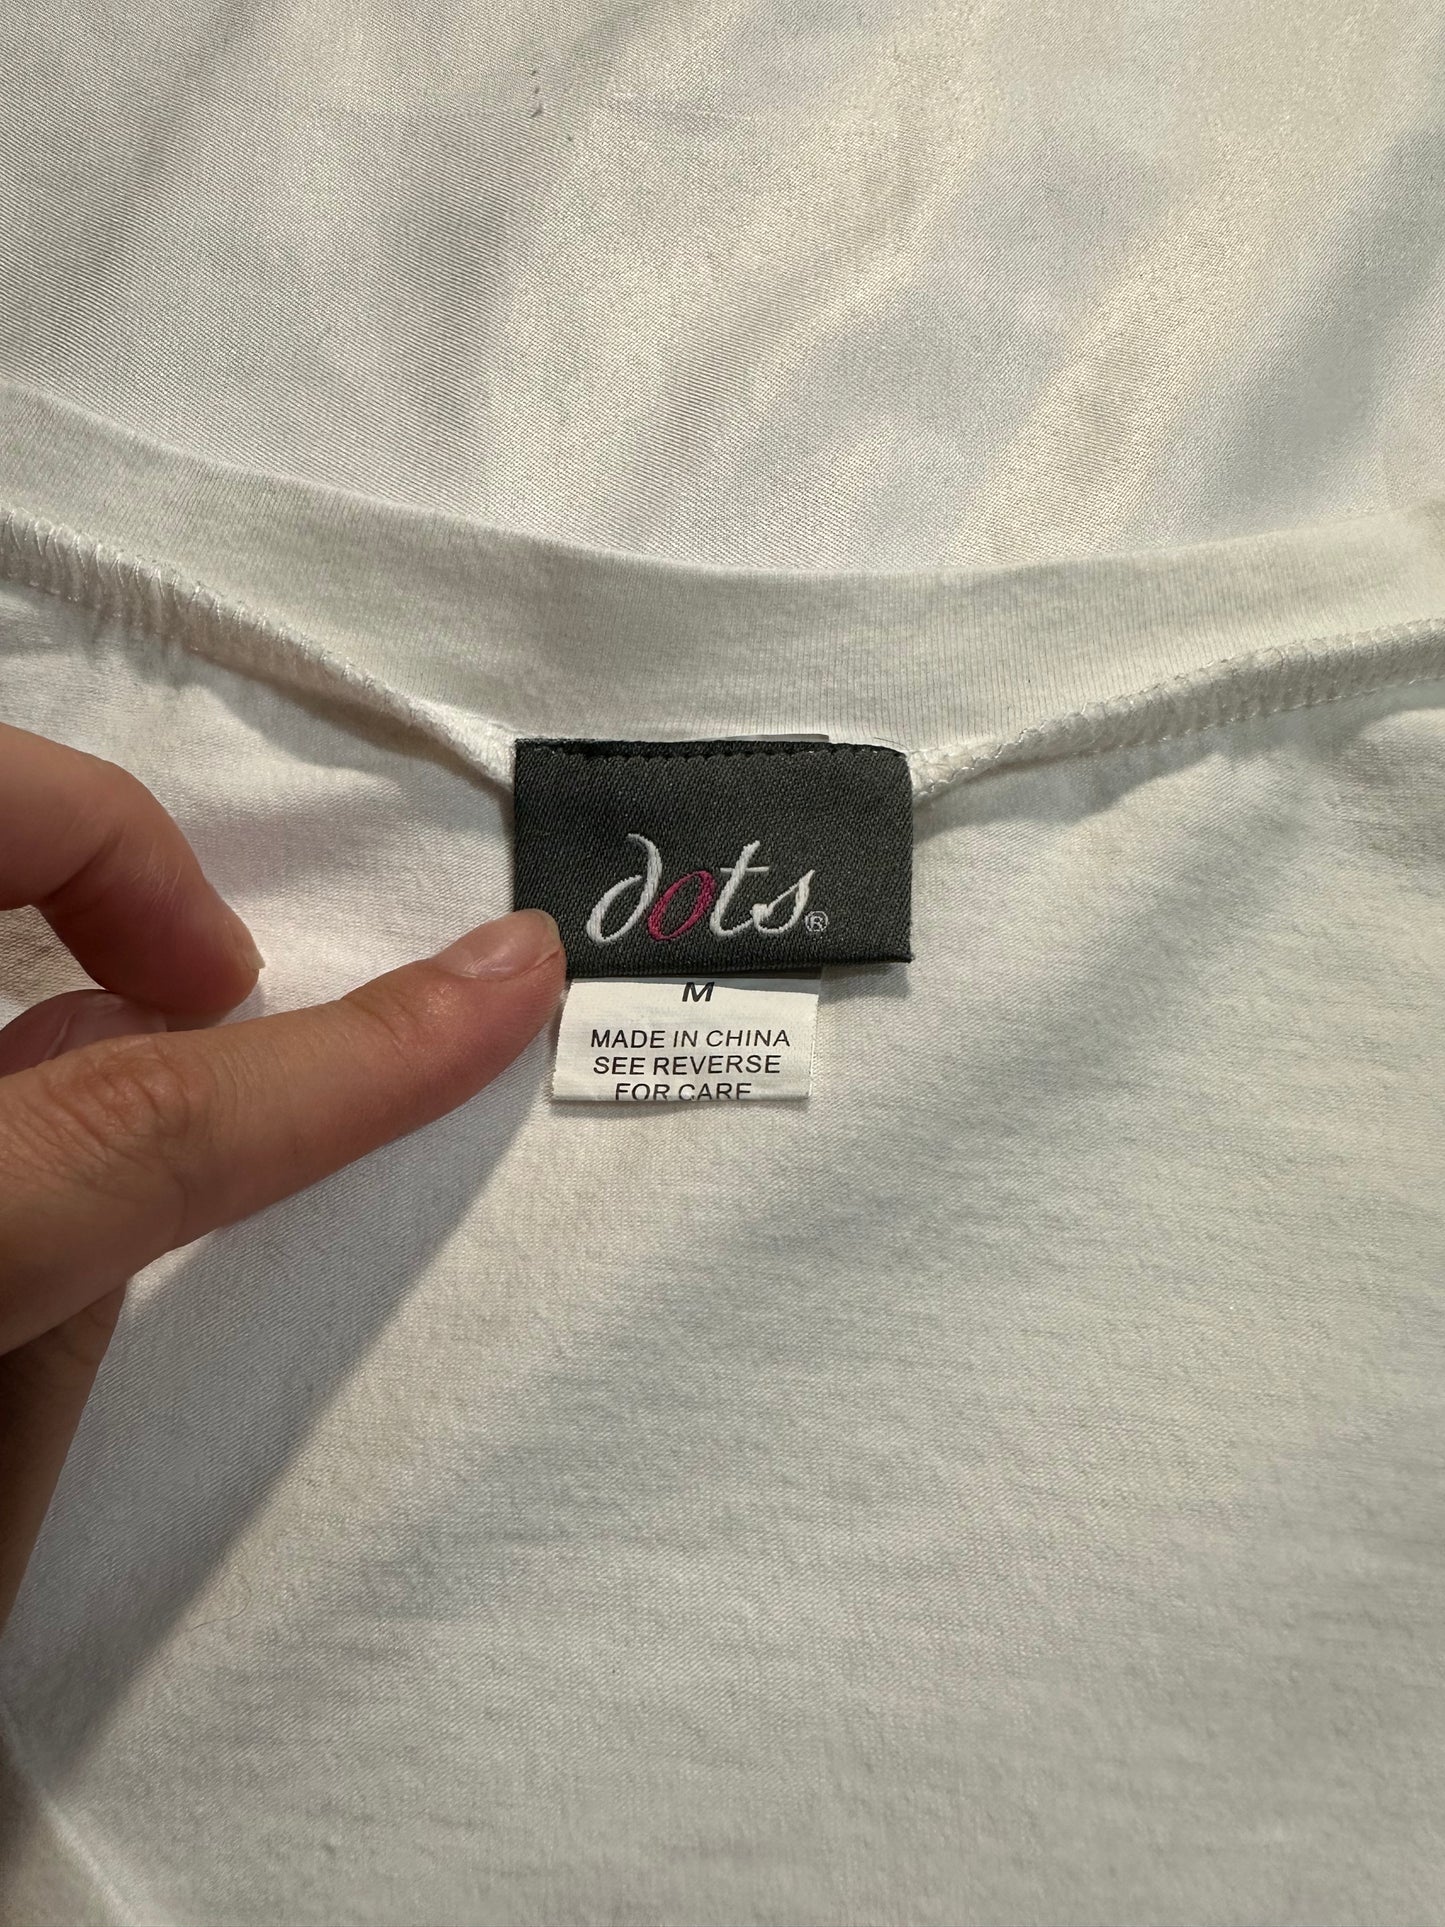 dots®
M
MADE IN CHINA
SEE REVERSE
FOR CARE